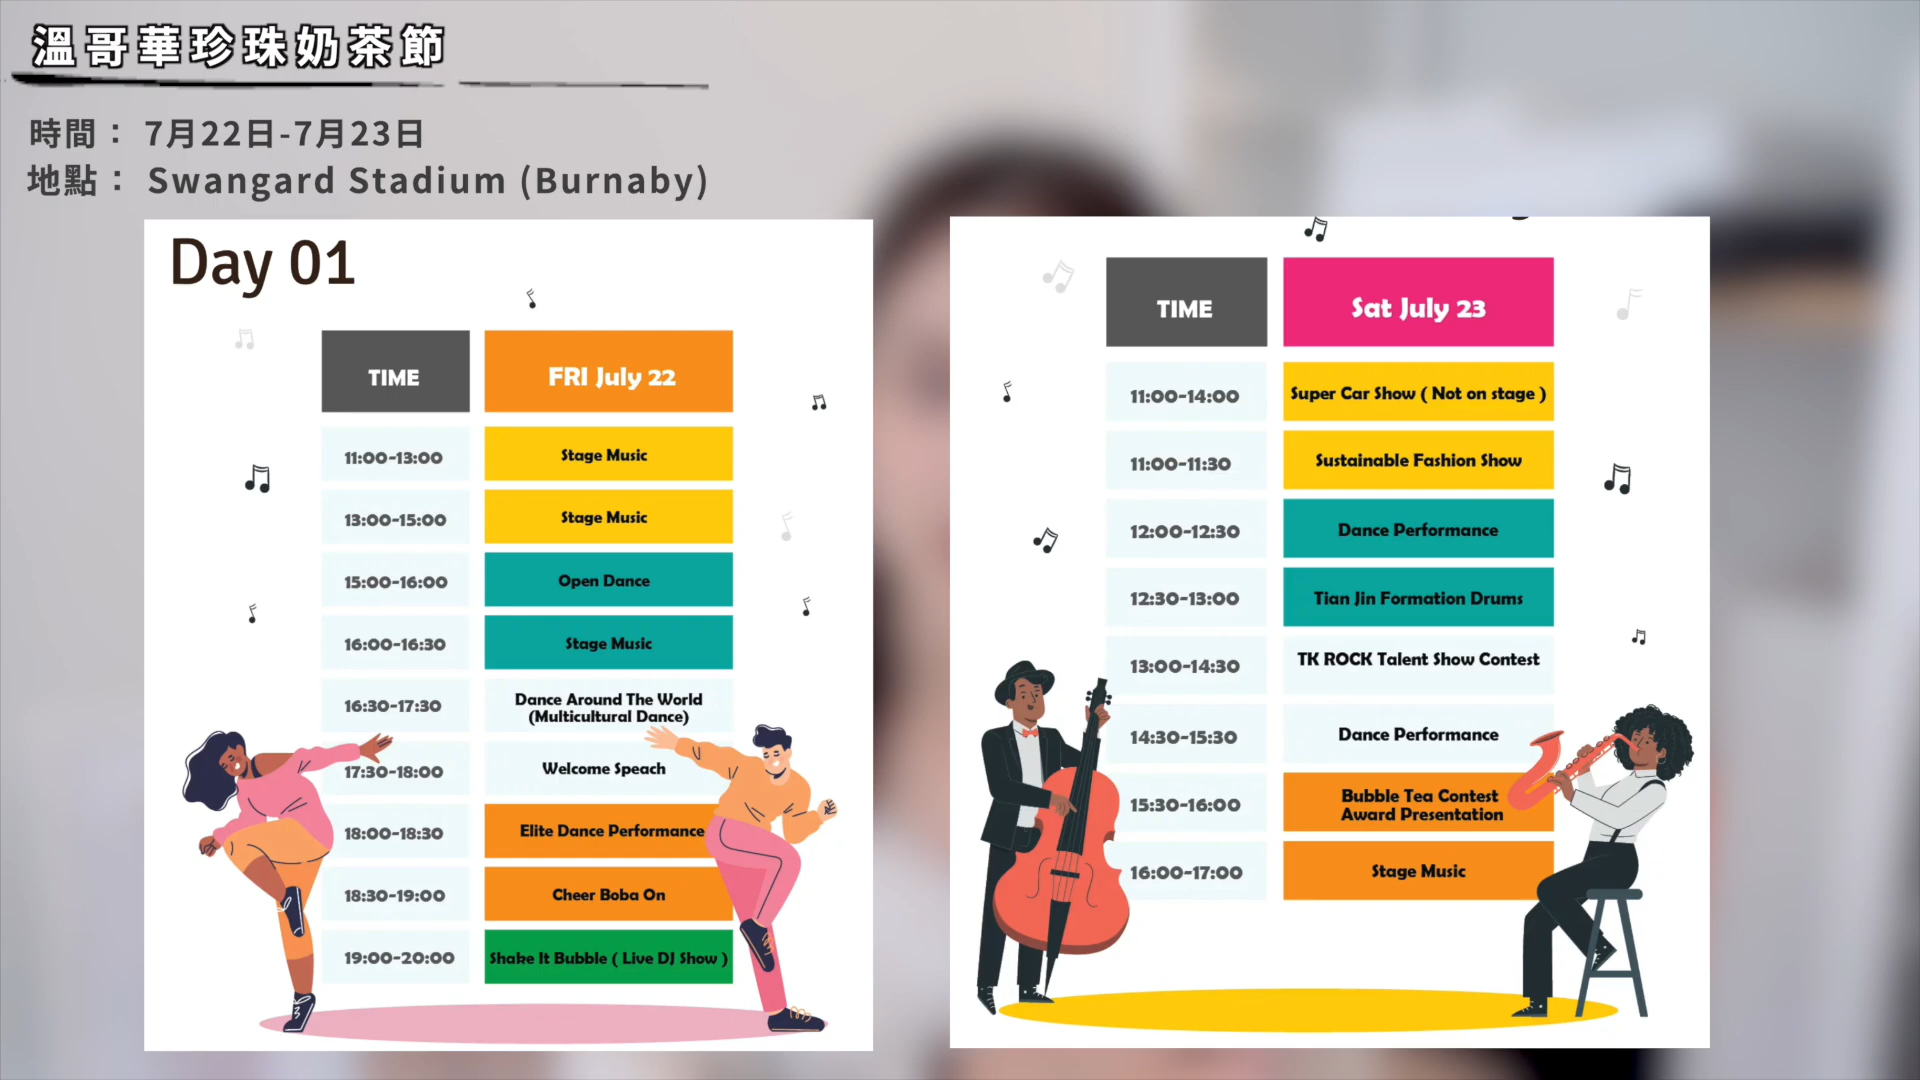 溫哥華珍珠奶茶節
時間： 7月22日-7月23日
地點： Swangard Stadium (Burnaby)
Day 01
TIME FRI July 22
11:00-13:00 Stage Music
13:00-15:00 Stage Music
15:00-16:00 Open Dance
16:00-16:30 Stage Music
16:30-17:30 Dance Around The World
(Multicultural Dance)
17:30-18:00 Welcome Speach
18:00-18:30 Elite Dance Performance
18:30-19:00 Cheer Boba On
19:00-20:00 Shake It Bubble ( Live DJ Show )
TIME Sat July 23
11:00-14:00 Super Car Show ( Not on stage )
11:00-11:30 Sustainable Fashion Show
12:00-12:30 Dance Performance
12:30-13:00 Tian Jin Formation Drums
13:00-14:30 TK ROCK Talent Show Contest
14:30-15:30 Dance Performance
15:30-16:00 Bubble Tea Contest
Award Presentation
16:00-17:00 Stage Music